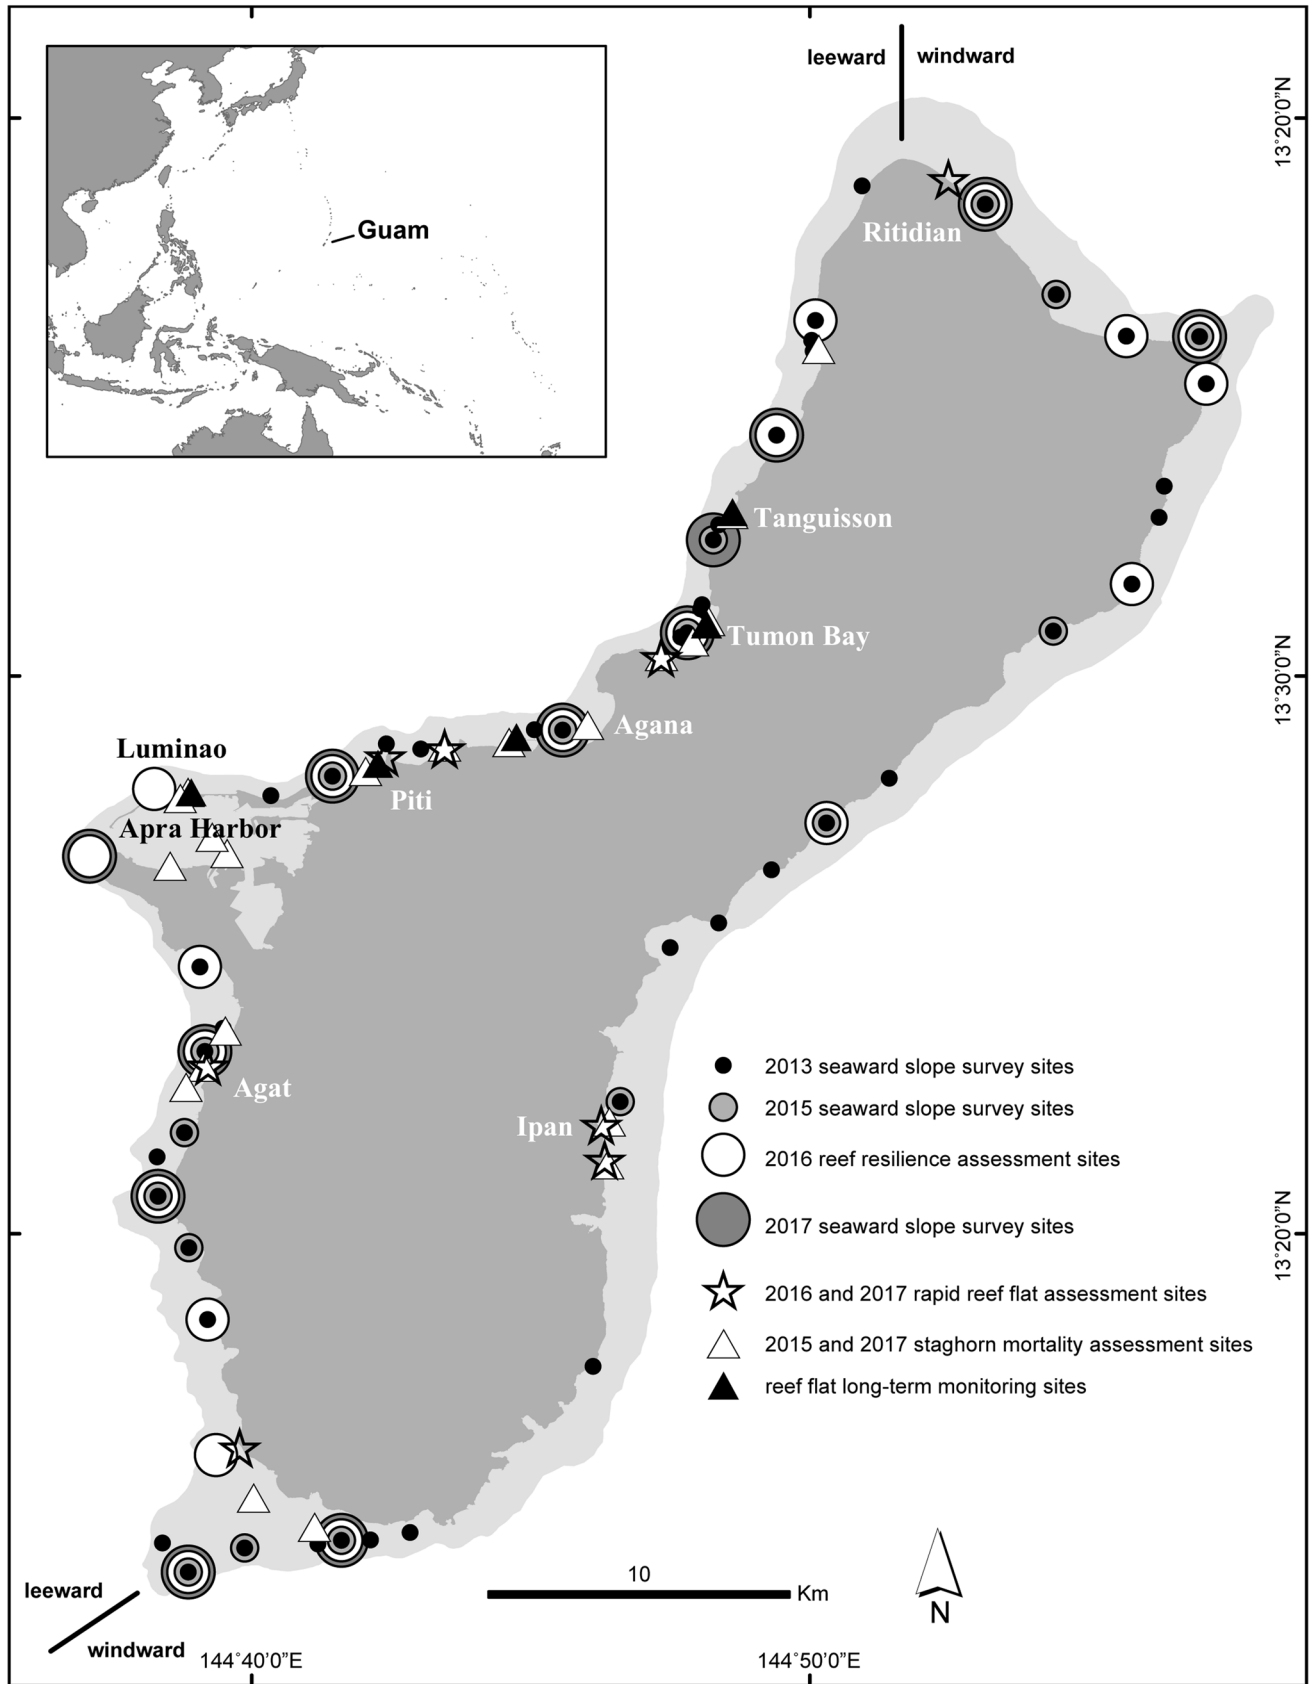 leeward
windward
13˚20’0”N
Guam
Ritidian
Tanguisson
Tumon Bay
13˚30’0”N
Agana
Luminao
Piti
Apra Harbor
Agat
Ipan
2013 seaward slope survey sites
2015 seaward slope survey sites
2016 reef resilience assessment sites
2017 seaward slope survey sites
13˚20’0”N
2016 and 2017 rapid reef flat assessment sites
2015 and 2017 staghorn mortality assessment sites
reef flat long-term monitoring sites
10
Km
N
leeward
windward
144˚40’0”E
144˚50’0”E